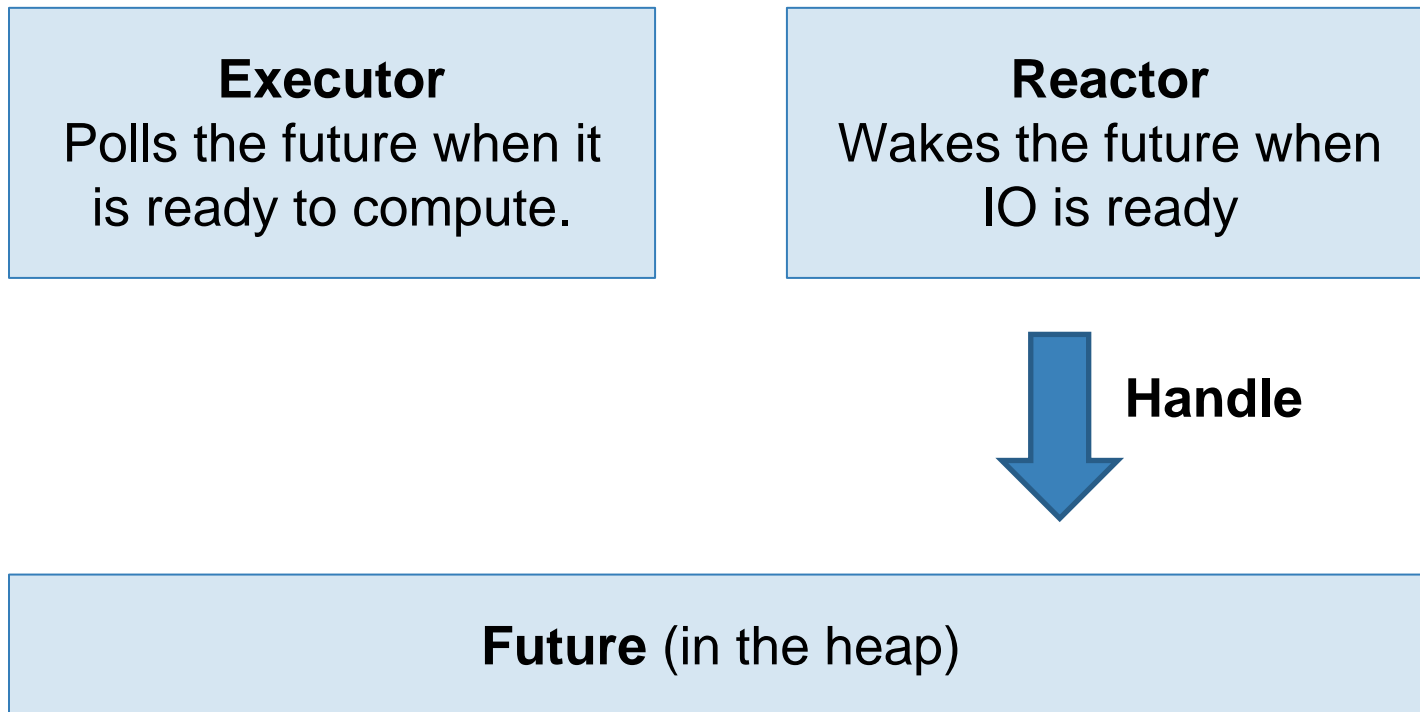 Executor
Polls the future when it
is ready to compute.
Reactor
Wakes the future when
IO is ready
Handle
Future (in the heap)